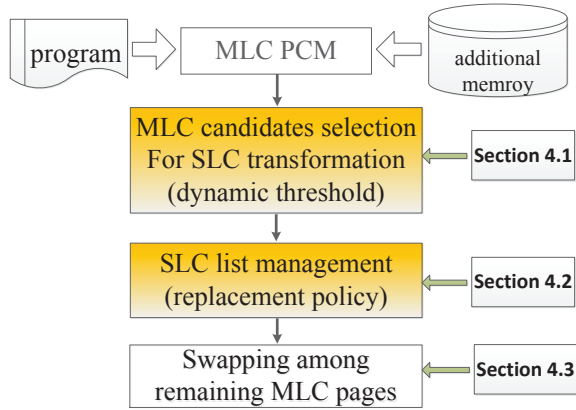 program
MLC PCM
additional
memroy
MLC candidates selection
For SLC transformation
(dynamic threshold)
Section 4.1
SLC list management
(replacement policy)
Section 4.2
Swapping among
remaining MLC pages
Section 4.3